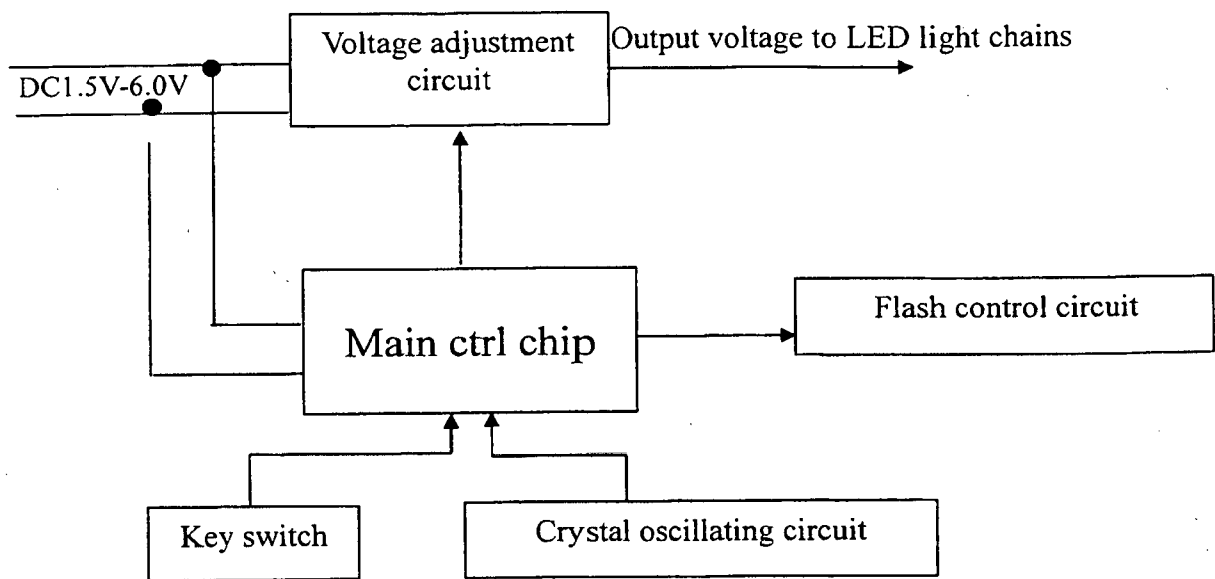 Voltage adjustment
circuit
Output voltage to LED light chains
DC1.5V-6.0V
Main ctrl chip
Flash control circuit
Key switch
Crystal oscillating circuit